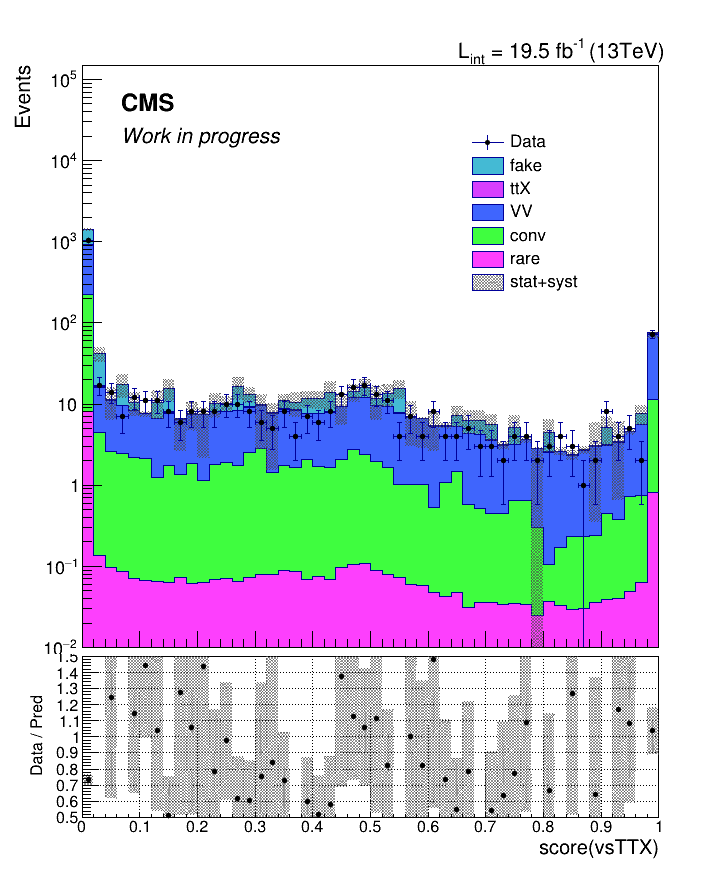 L_int = 19.5 fb^-1 (13TeV)
Events
CMS
Work in progress
Data
fake
ttX
VV
conv
rare
stat+syst
10^5
10^4
10^3
10^2
10
1
10^−1
10^−2
Data / Pred
1.5
1.4
1.3
1.2
1.1
1
0.9
0.8
0.7
0.6
0.5
0 0.1 0.2 0.3 0.4 0.5 0.6 0.7 0.8 0.9 1
score(vsTTX)